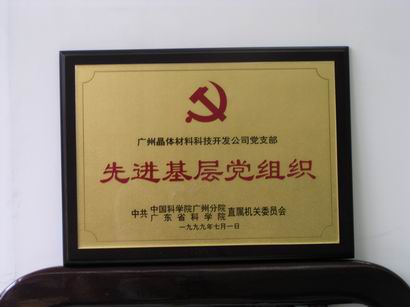 广州晶体材料科技开发公司党支部
先进基层党组织
中共 中国科学院广州分院 直属机关委员会
广东省科学院
一九九九年七月一日